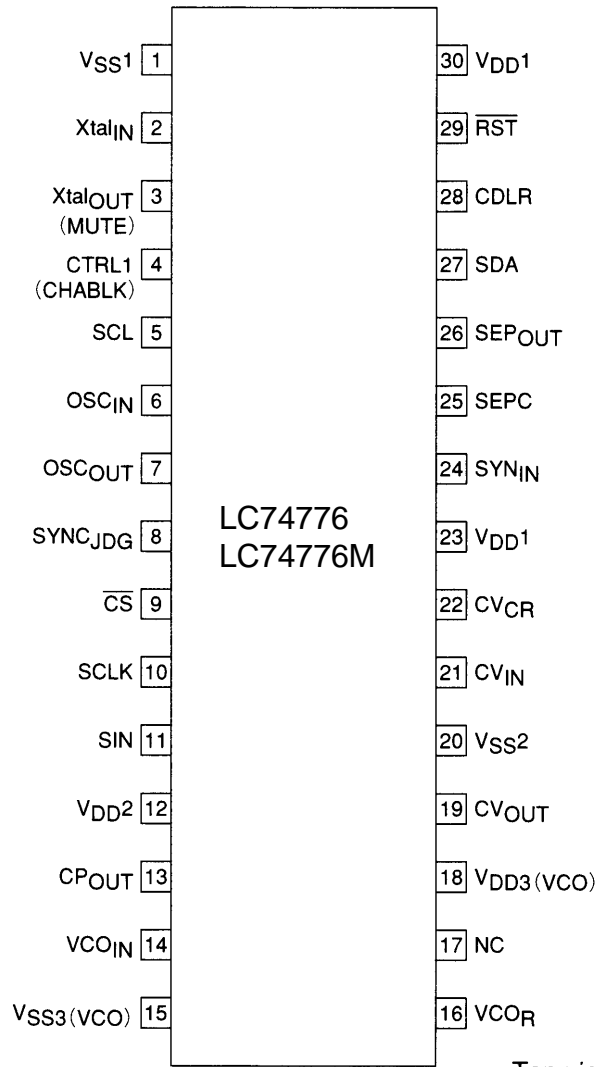 VSS1 1 30 VDD1
XtalIN 2 29 RST
XtalOUT 3 28 CDLR
(MUTE)
CTRL1 4 27 SDA
(CHABLK)
SCL 5 26 SEPOUT
OSCIN 6 25 SEPC
OSCOUT 7 24 SYNIN
LC74776
SYNCJDG 8 23 VDD1
LC74776M
CS 9 22 CVCR
SCLK 10 21 CVIN
SIN 11 20 VSS2
VDD2 12 19 CVOUT
CPOUT 13 18 VDD3(VCO)
VCOIN 14 17 NC
VSS3(VCO) 15 16 VCOR